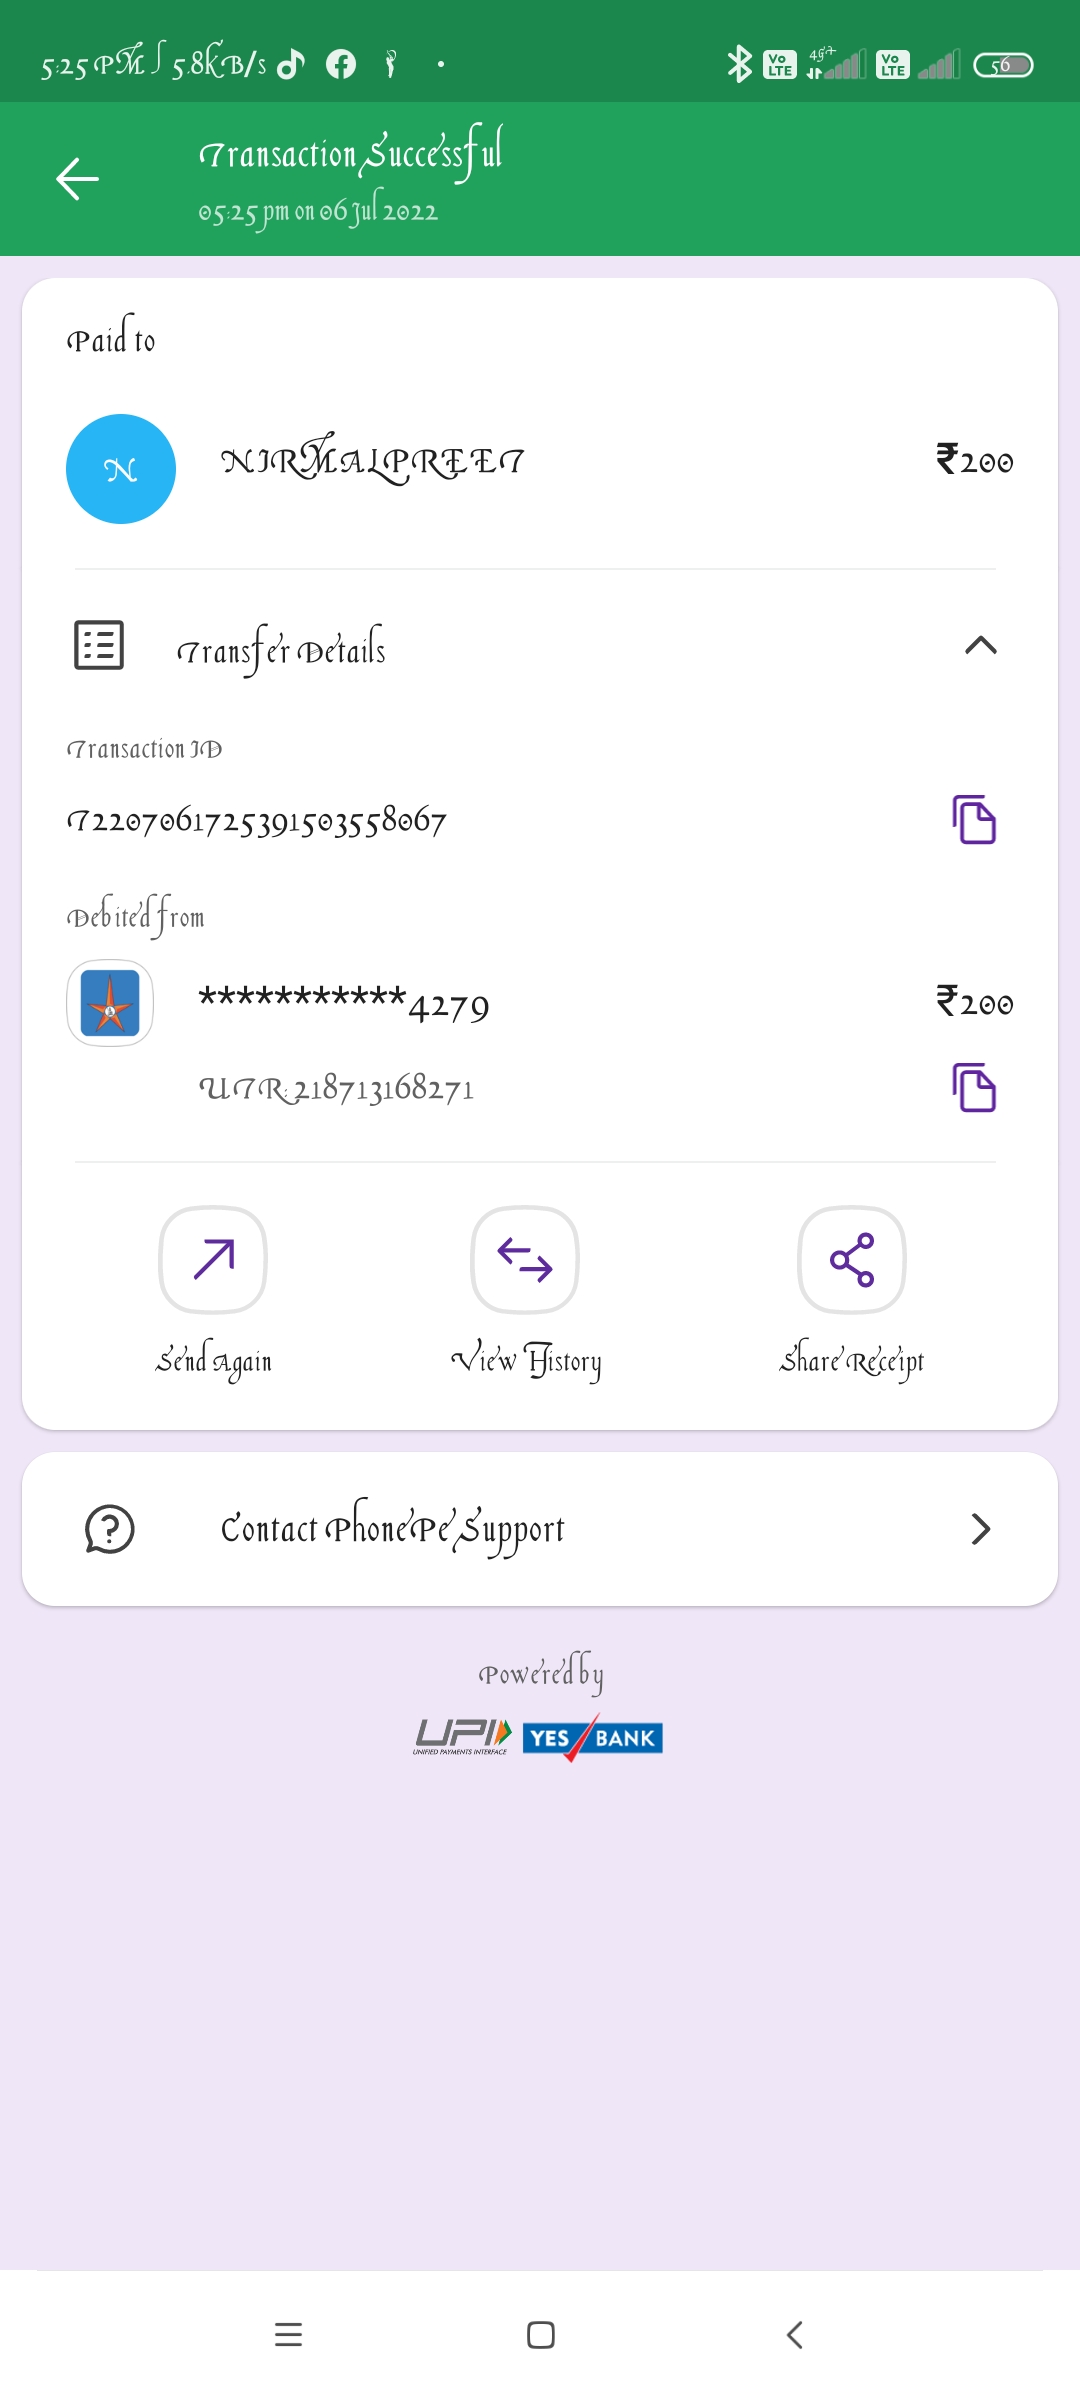 5:25 PM | 5.8KB/s
Vo LTE 4G+ Vo LTE 56
Transaction Successful
05:25 pm on 06 Jul 2022
Paid to
N NIRMALPREET ₹200
Transfer Details
Transaction ID
T2207061725391503558067
Debited from
***********4279 ₹200
UTR: 218713168271
Send Again View History Share Receipt
Contact PhonePe Support
Powered by
UPI YES BANK
UNIFIED PAYMENTS INTERFACE